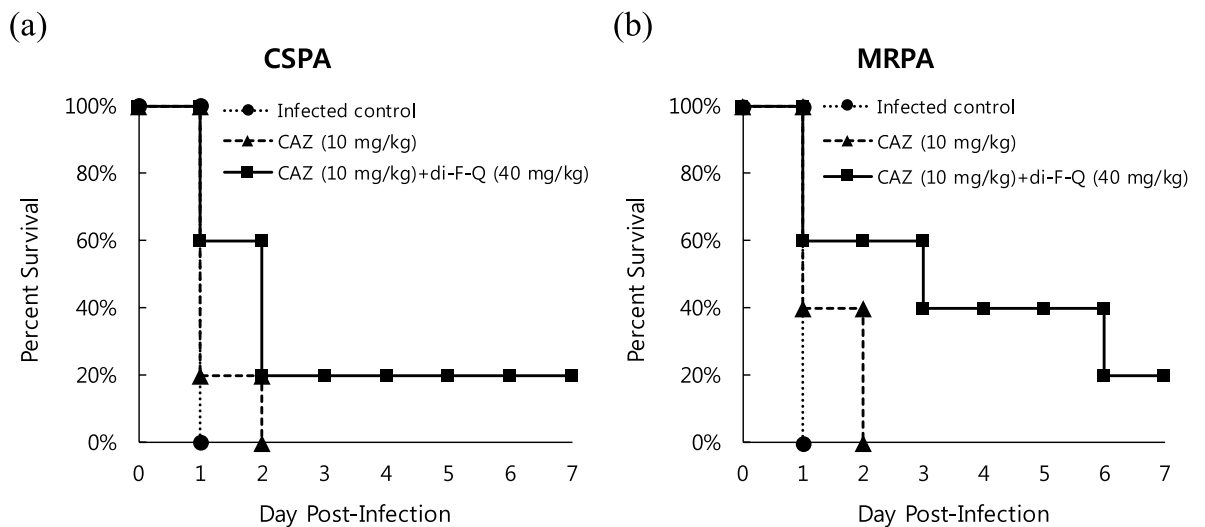 (a)
CSPA
Infected control
CAZ (10 mg/kg)
CAZ (10 mg/kg)+di-F-Q (40 mg/kg)
100%
80%
60%
40%
20%
0%
Percent Survival
0 1 2 3 4 5 6 7
Day Post-Infection
(b)
MRPA
Infected control
CAZ (10 mg/kg)
CAZ (10 mg/kg)+di-F-Q (40 mg/kg)
100%
80%
60%
40%
20%
0%
Percent Survival
0 1 2 3 4 5 6 7
Day Post-Infection